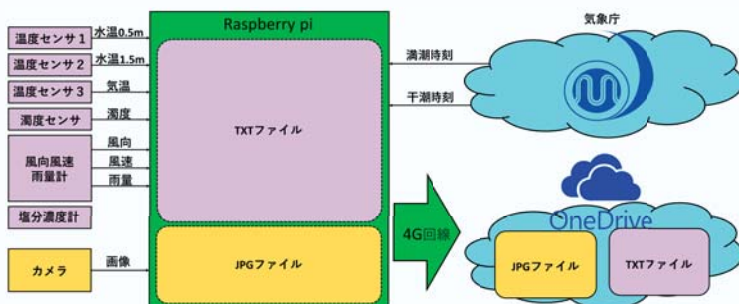 Raspberry pi
温度センサ１
水温0.5m
温度センサ２
水温1.5m
温度センサ３
気温
濁度センサ
濁度
風向風速
雨量計
風向
風速
雨量
塩分濃度計
カメラ
画像
TXTファイル
JPGファイル
満潮時刻
干潮時刻
気象庁
4G回線
OneDrive
JPGファイル
TXTファイル